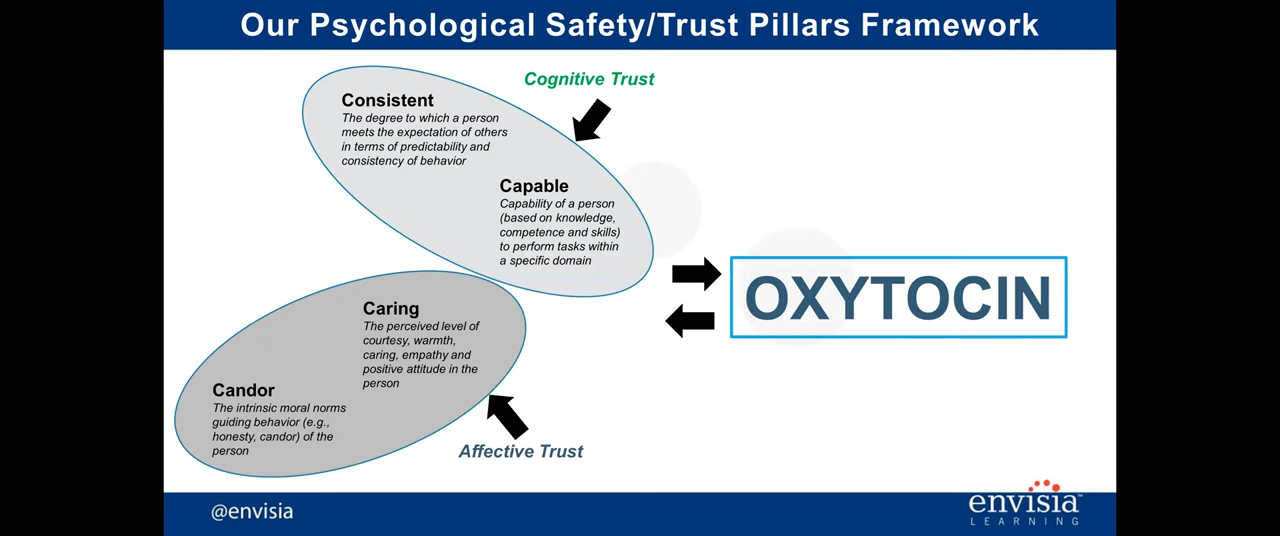 Our Psychological Safety/Trust Pillars Framework
Cognitive Trust
Consistent
The degree to which a person
meets the expectation of others
in terms of predictability and
consistency of behavior
Capable
Capability of a person
(based on knowledge,
competence and skills)
to perform tasks within
a specific domain
OXYTOCIN
Caring
The perceived level of
courtesy, warmth,
caring, empathy and
positive attitude in the
person
Candor
The intrinsic moral norms
guiding behavior (e.g.,
honesty, candor) of the
person
Affective Trust
@envisia
envisia™
LEARNING